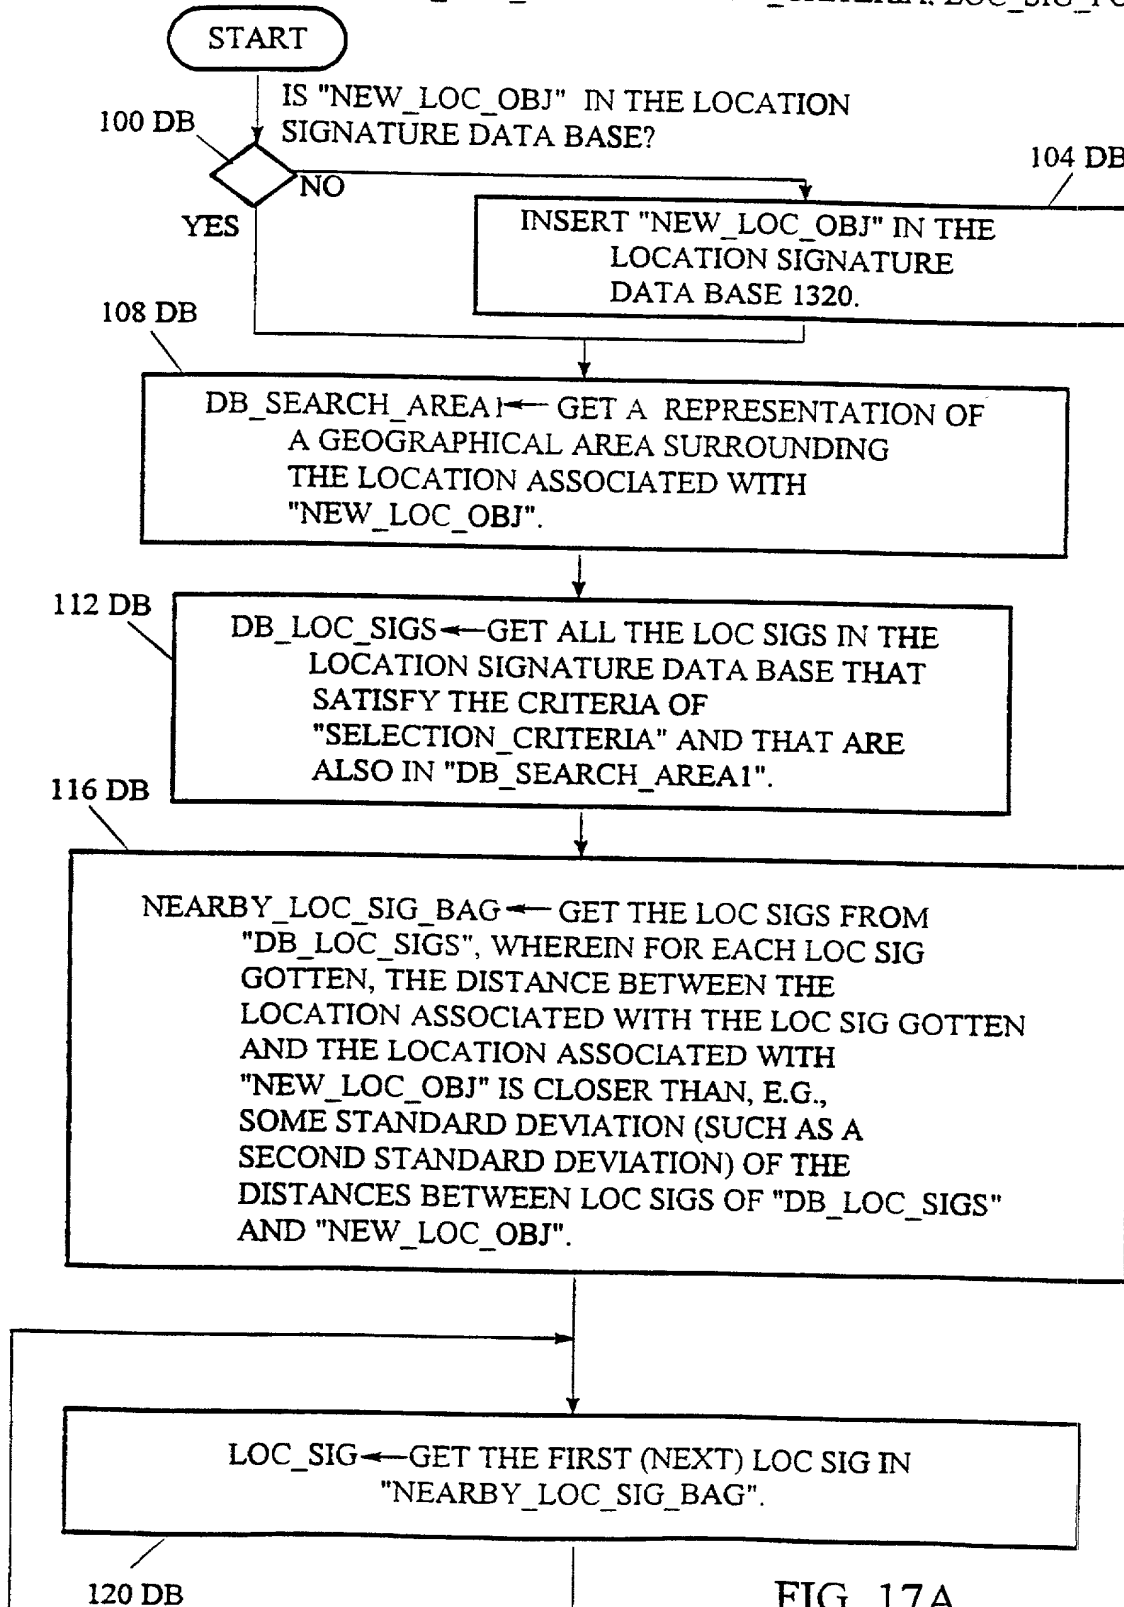 START
IS "NEW_LOC_OBJ" IN THE LOCATION
SIGNATURE DATA BASE?
100 DB
NO
YES
104 DB
INSERT "NEW_LOC_OBJ" IN THE
LOCATION SIGNATURE
DATA BASE 1320.
108 DB
DB_SEARCH_AREA1← GET A REPRESENTATION OF
A GEOGRAPHICAL AREA SURROUNDING
THE LOCATION ASSOCIATED WITH
"NEW_LOC_OBJ".
112 DB
DB_LOC_SIGS←GET ALL THE LOC SIGS IN THE
LOCATION SIGNATURE DATA BASE THAT
SATISFY THE CRITERIA OF
"SELECTION_CRITERIA" AND THAT ARE
ALSO IN "DB_SEARCH_AREA1".
116 DB
NEARBY_LOC_SIG_BAG← GET THE LOC SIGS FROM
"DB_LOC_SIGS", WHEREIN FOR EACH LOC SIG
GOTTEN, THE DISTANCE BETWEEN THE
LOCATION ASSOCIATED WITH THE LOC SIG GOTTEN
AND THE LOCATION ASSOCIATED WITH
"NEW_LOC_OBJ" IS CLOSER THAN, E.G.,
SOME STANDARD DEVIATION (SUCH AS A
SECOND STANDARD DEVIATION) OF THE
DISTANCES BETWEEN LOC SIGS OF "DB_LOC_SIGS"
AND "NEW_LOC_OBJ".
LOC_SIG←GET THE FIRST (NEXT) LOC SIG IN
"NEARBY_LOC_SIG_BAG".
120 DB
FIG. 17A